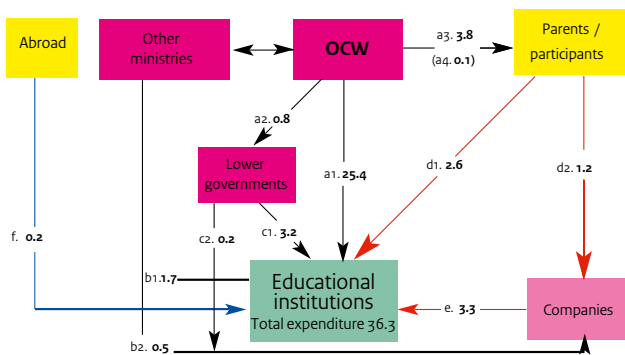 Abroad
Other
ministries
OCW
a3. 3.8
(a4. 0.1)
Parents /
participants
a2. 0.8
Lower
governments
a1. 25.4
d1. 2.6
d2. 1.2
f. 0.2
c2. 0.2
c1. 3.2
b1. 1.7
Educational
institutions
Total expenditure 36.3
e. 3.3
Companies
b2. 0.5